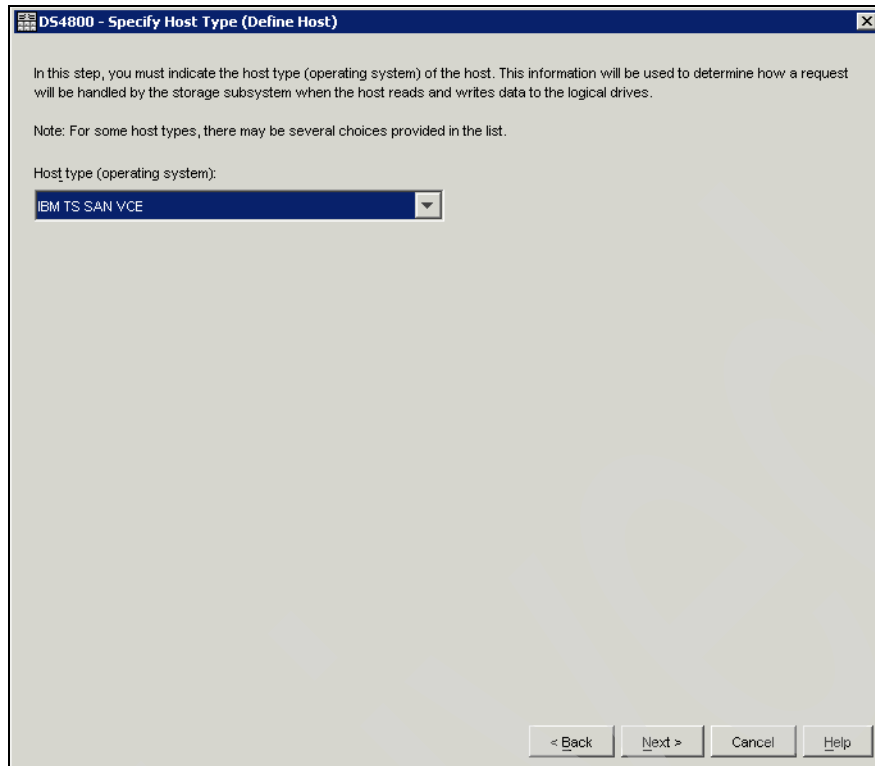 DS4800 - Specify Host Type (Define Host)
In this step, you must indicate the host type (operating system) of the host. This information will be used to determine how a request
will be handled by the storage subsystem when the host reads and writes data to the logical drives.
Note: For some host types, there may be several choices provided in the list.
Host type (operating system):
IBM TS SAN VCE
< Back Next > Cancel Help